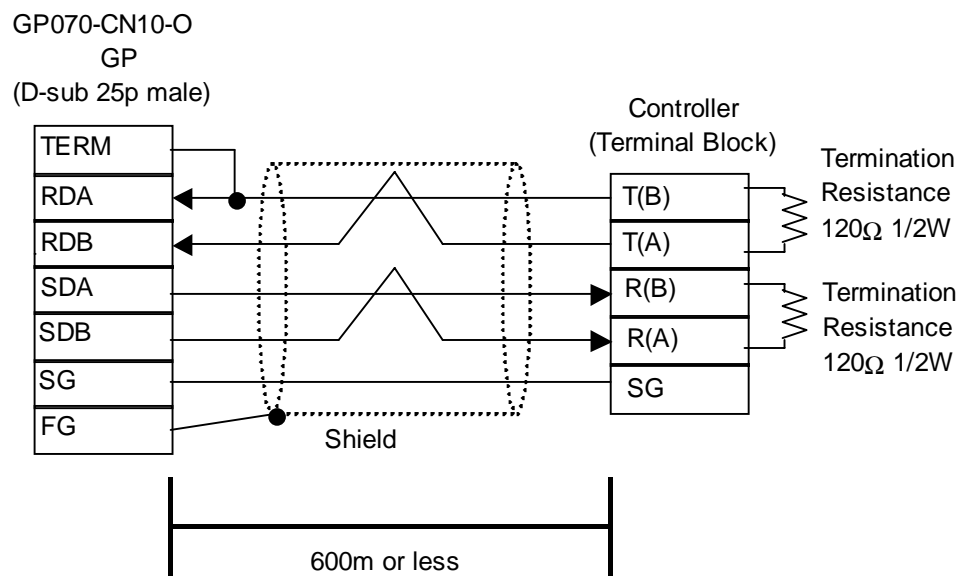 GP070-CN10-O
GP
(D-sub 25p male)
TERM
RDA
RDB
SDA
SDB
SG
FG
Shield
Controller
(Terminal Block)
T(B)
T(A)
R(B)
R(A)
SG
Termination
Resistance
120Ω 1/2W
Termination
Resistance
120Ω 1/2W
600m or less